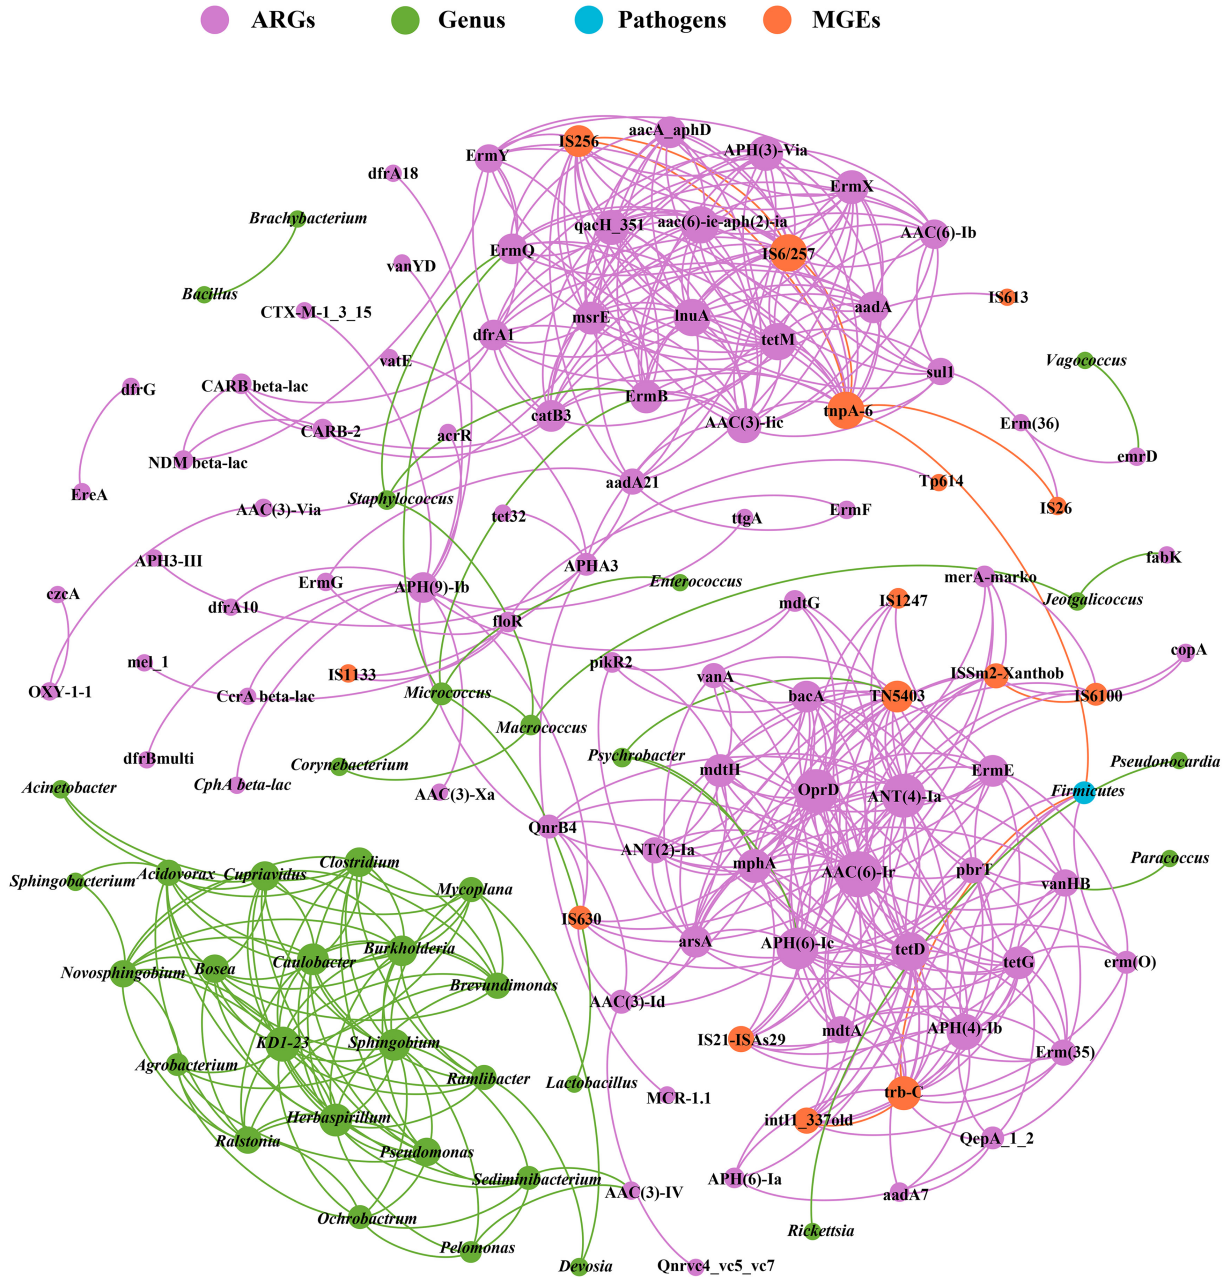 ARGs Genus Pathogens MGEs
aacA_aphD
IS256
APH(3)-Via
ErmY
dfrA18
ErmX
Brachybacterium
qacH_351
aac(6)-ie-aph(2)-ia
AAC(6)-Ib
ErmQ
IS6/257
vanYD
Bacillus
IS613
CTX-M-1_3_15
aadA
msrE
lnuA
dfrA1
tetM
vatE
Vagococcus
sul1
dfrG
CARB beta-lac
ErmB
catB3
tnpA-6
AAC(3)-Iic
Erm(36)
CARB-2
acrR
NDM beta-lac
emrD
aadA21
Tp614
EreA
Staphylococcus
AAC(3)-Via
tet32
ttgA
ErmF
IS26
APH3-III
fabK
APHA3
merA-marko
ErmG
APH(9)-Ib
Enterococcus
czcA
dfrA10
mdtG
IS1247
Jeotgalicoccus
floR
copA
mel_1
pikR2
IS1133
vanA
ISSm2-Xanthob
OXY-1-1
CcrA beta-lac
Micrococcus
bacA
TN5403
IS6100
Macrococcus
dfrBmulti
Corynebacterium
Psychrobacter
Pseudonocardia
mdtH
ErmE
Acinetobacter
CphA beta-lac
AAC(3)-Xa
OprD
ANT(4)-Ia
Firmicutes
QnrB4
ANT(2)-Ia
Paracoccus
Sphingobacterium
Acidovorax
Cupriavidus
Clostridium
mphA
AAC(6)-Ir
pbrT
vanHB
Mycoplana
IS630
Novosphingobium
Bosea
Caulobacter
Burkholderia
arsA
APH(6)-Ic
tetD
tetG
erm(O)
Brevundimonas
AAC(3)-Id
KD1-23
Sphingobium
IS21-ISAs29
mdtA
APH(4)-Ib
Erm(35)
Agrobacterium
Ramlibacter
Lactobacillus
MCR-1.1
trb-C
Herbaspirillum
intI1_337old
Ralstonia
Pseudomonas
QepA_1_2
Sediminibacterium
AAC(3)-IV
APH(6)-Ia
aadA7
Ochrobactrum
Rickettsia
Pelomonas
Devosia
Qnrvc4_vc5_vc7